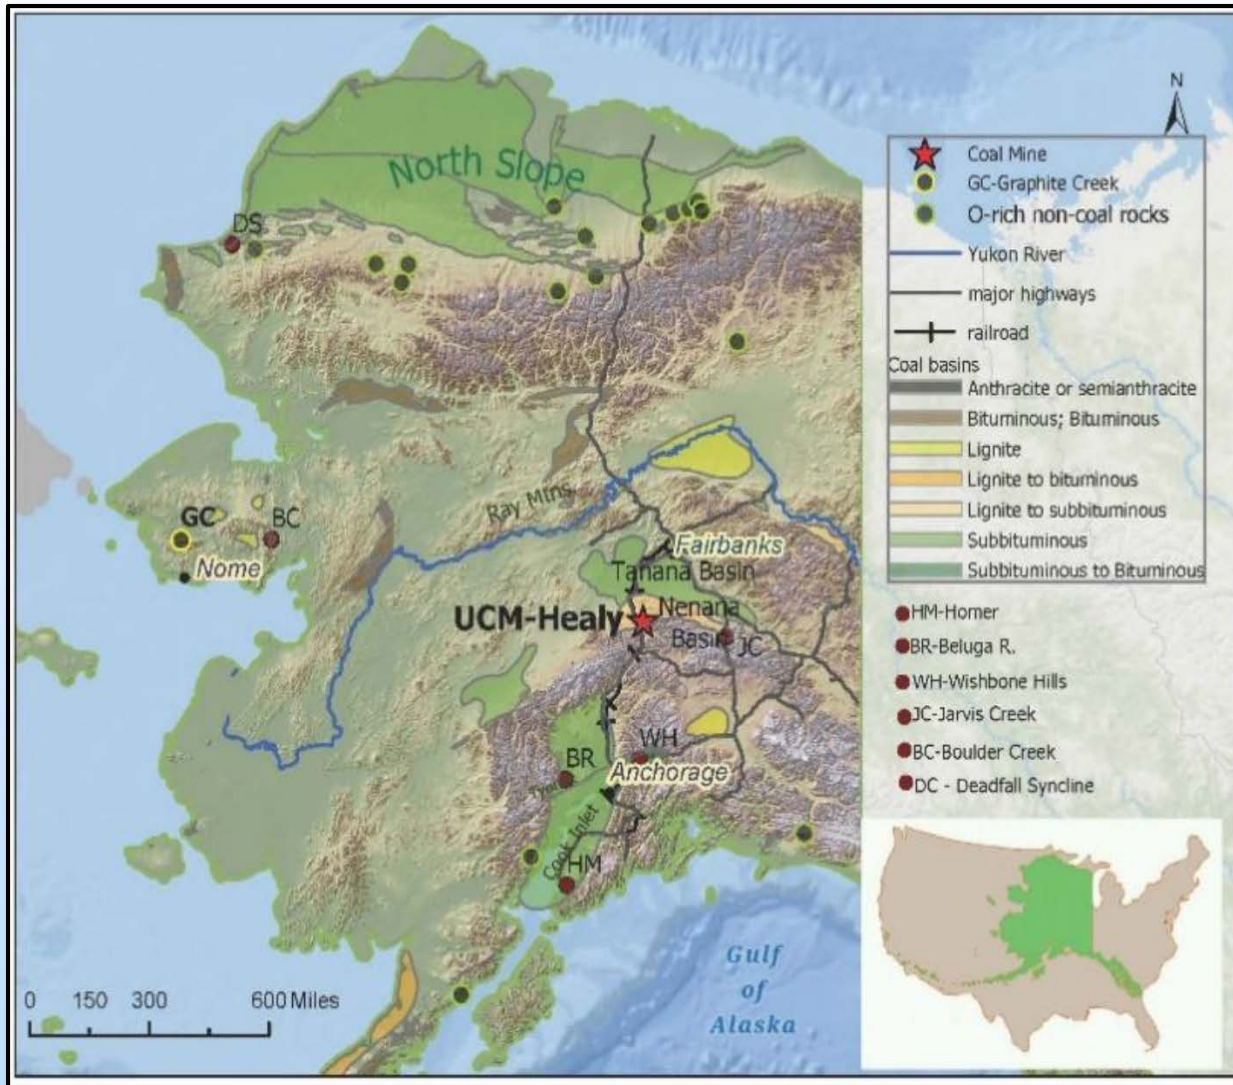 N
North Slope
DS
Coal Mine
GC-Graphite Creek
O-rich non-coal rocks
Yukon River
major highways
railroad
Coal basins
Anthracite or semianthracite
Bituminous; Bituminous
Lignite
Lignite to bituminous
Lignite to subbituminous
Subbituminous
Subbituminous to Bituminous
Ray Mtns
GC
BC
Nome
Fairbanks
Tanana Basin
UCM-Healy
Nenana
Basin
JC
HM-Homer
BR-Beluga R.
WH-Wishbone Hills
JC-Jarvis Creek
BC-Boulder Creek
DC - Deadfall Syncline
WH
BR
Anchorage
Cook Inlet
HM
Gulf
of
Alaska
0 150 300 600 Miles